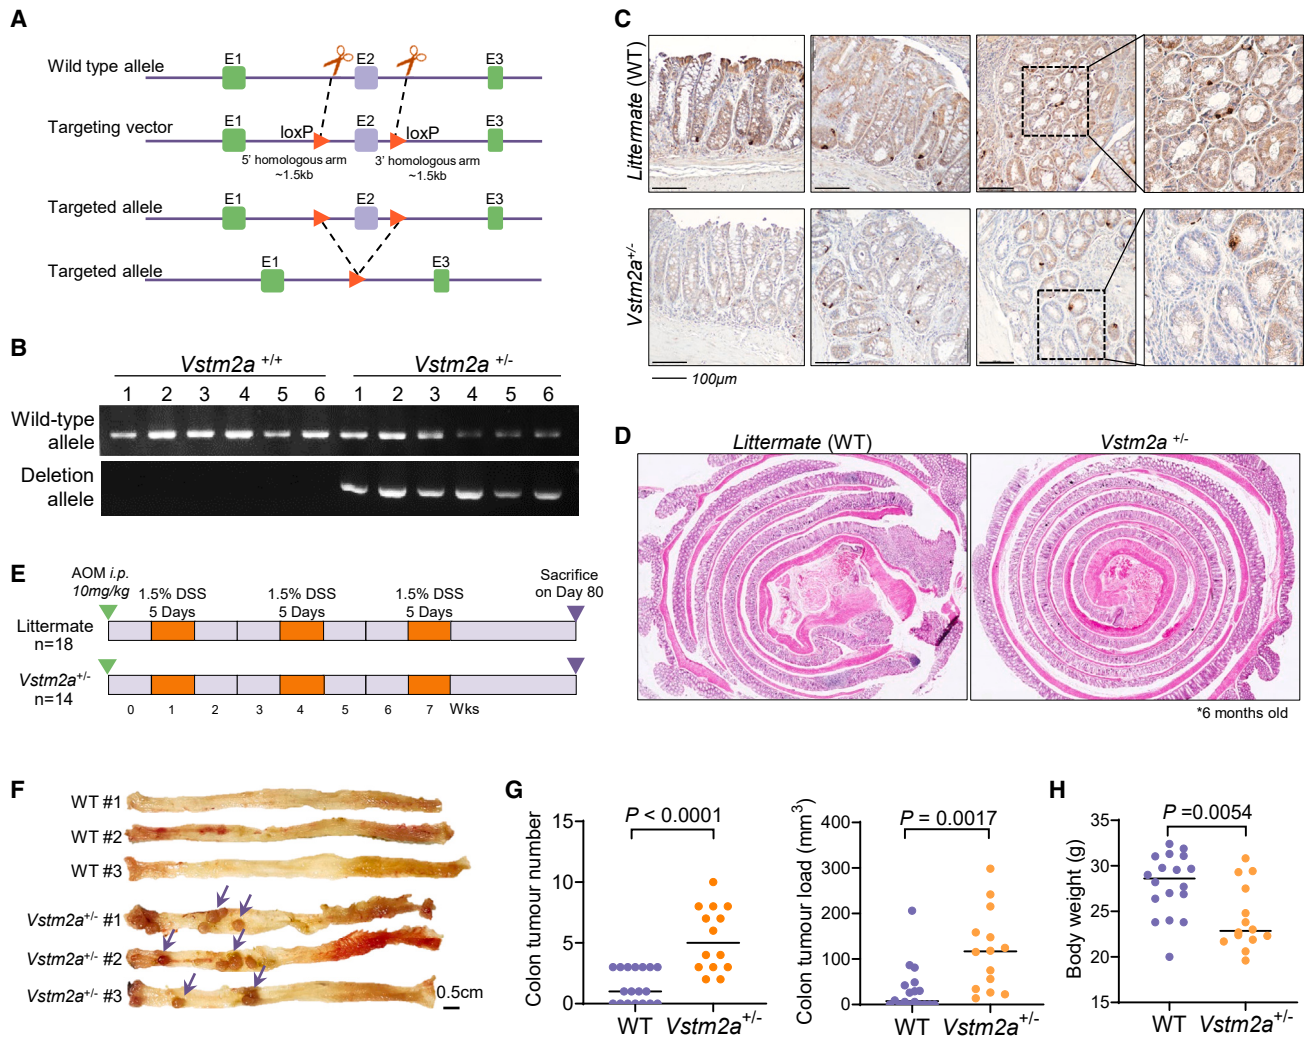 A
Wild type allele
E1
E2
E3
Targeting vector
E1
loxP
E2
loxP
E3
5' homologous arm
~1.5kb
3' homologous arm
~1.5kb
Targeted allele
E1
E2
E3
Targeted allele
E1
E3
B
Vstm2a +/+
Vstm2a +/-
1 2 3 4 5 6 1 2 3 4 5 6
Wild-type
allele
Deletion
allele
C
Littermate (WT)
Vstm2a+/-
100µm
D
Littermate (WT)
Vstm2a +/-
*6 months old
E
AOM i.p.
10mg/kg
1.5% DSS
5 Days
1.5% DSS
5 Days
1.5% DSS
5 Days
Sacrifice
on Day 80
Littermate
n=18
Vstm2a+/-
n=14
0 1 2 3 4 5 6 7 Wks
F
WT #1
WT #2
WT #3
Vstm2a+/- #1
Vstm2a+/- #2
Vstm2a+/- #3
0.5cm
G
Colon tumour number
15
10
5
0
P < 0.0001
WT
Vstm2a+/-
Colon tumour load (mm3)
400
300
200
100
0
P = 0.0017
WT
Vstm2a+/-
H
Body weight (g)
35
30
25
20
15
P =0.0054
WT
Vstm2a+/-